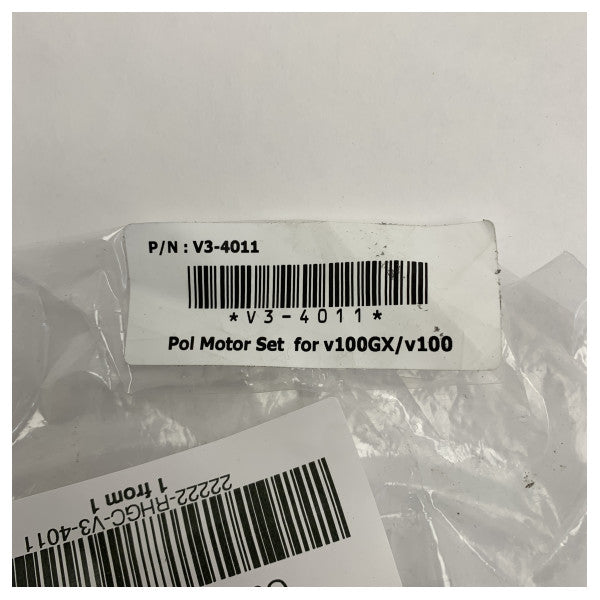 P/N : V3-4011
*V3-4011*
Pol Motor Set for v100GX/v100
22222-RHGC-V3-4011
1 from 1